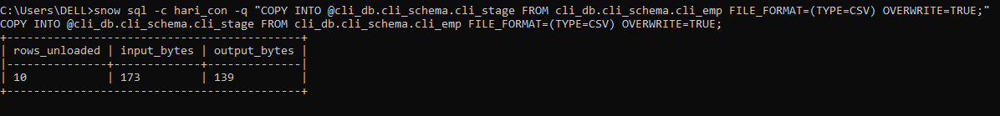 C:\Users\DELL>snow sql -c hari_con -q "COPY INTO @cli_db.cli_schema.cli_stage FROM cli_db.cli_schema.cli_emp FILE_FORMAT=(TYPE=CSV) OVERWRITE=TRUE;"
COPY INTO @cli_db.cli_schema.cli_stage FROM cli_db.cli_schema.cli_emp FILE_FORMAT=(TYPE=CSV) OVERWRITE=TRUE;
+--------------------------------------------+
| rows_unloaded | input_bytes | output_bytes |
|---------------+-------------+--------------|
| 10            | 173         | 139          |
+--------------------------------------------+